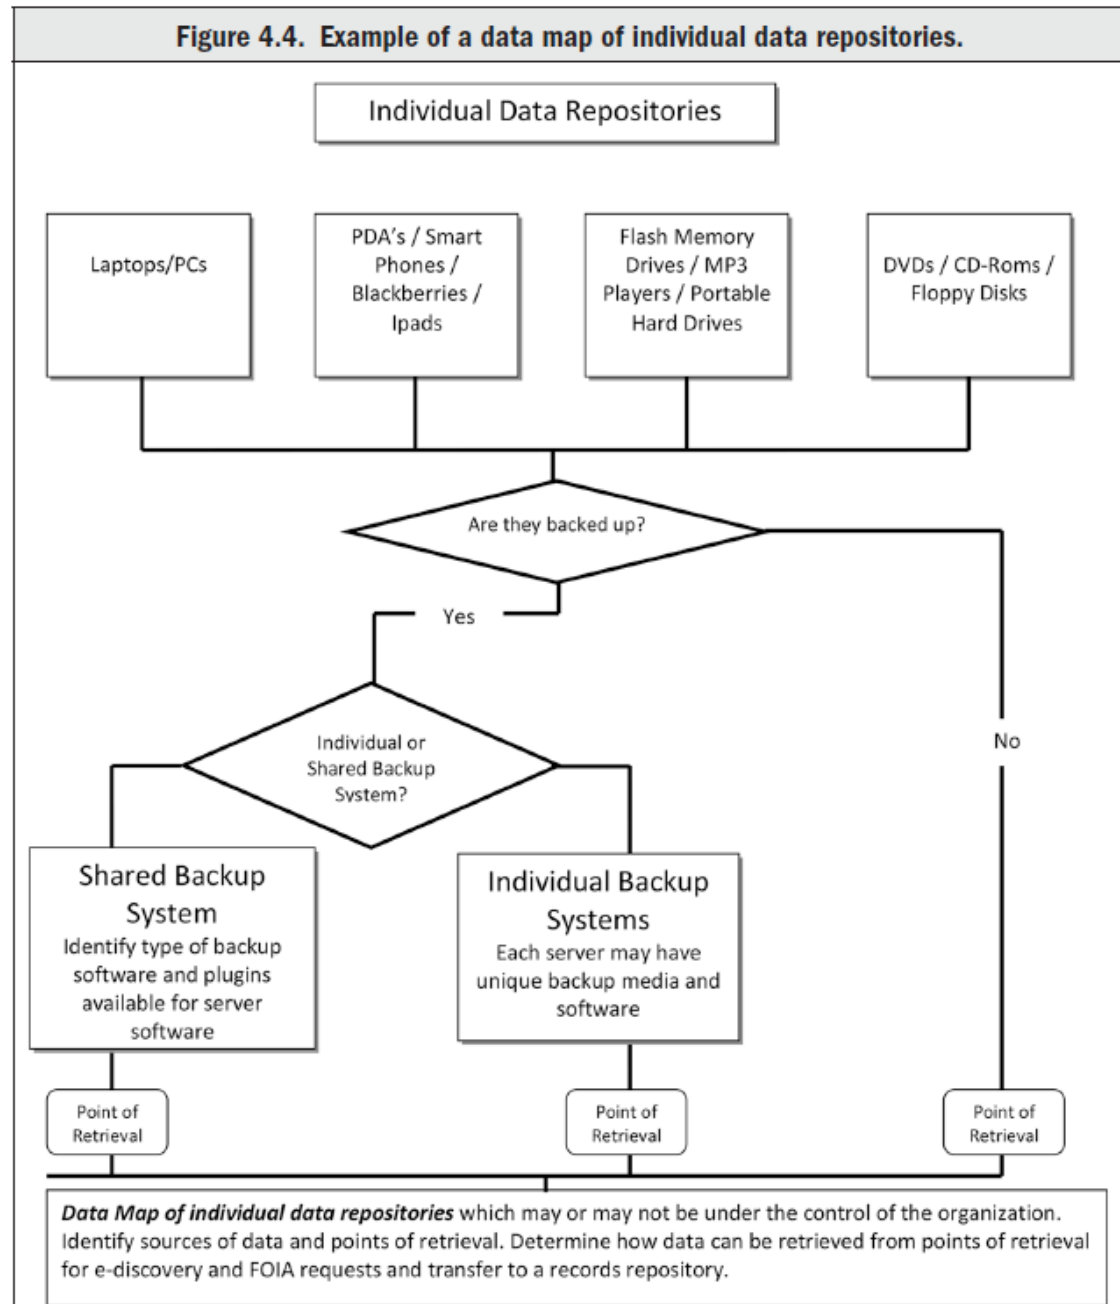 Figure 4.4. Example of a data map of individual data repositories.
Individual Data Repositories
Laptops/PCs
PDA's / Smart
Phones /
Blackberries /
Ipads
Flash Memory
Drives / MP3
Players / Portable
Hard Drives
DVDs / CD-Roms /
Floppy Disks
Are they backed up?
Yes
No
Individual or
Shared Backup
System?
Shared Backup
System
Identify type of backup
software and plugins
available for server
software
Individual Backup
Systems
Each server may have
unique backup media and
software
Point of
Retrieval
Point of
Retrieval
Point of
Retrieval
Data Map of individual data repositories which may or may not be under the control of the organization.
Identify sources of data and points of retrieval. Determine how data can be retrieved from points of retrieval
for e-discovery and FOIA requests and transfer to a records repository.